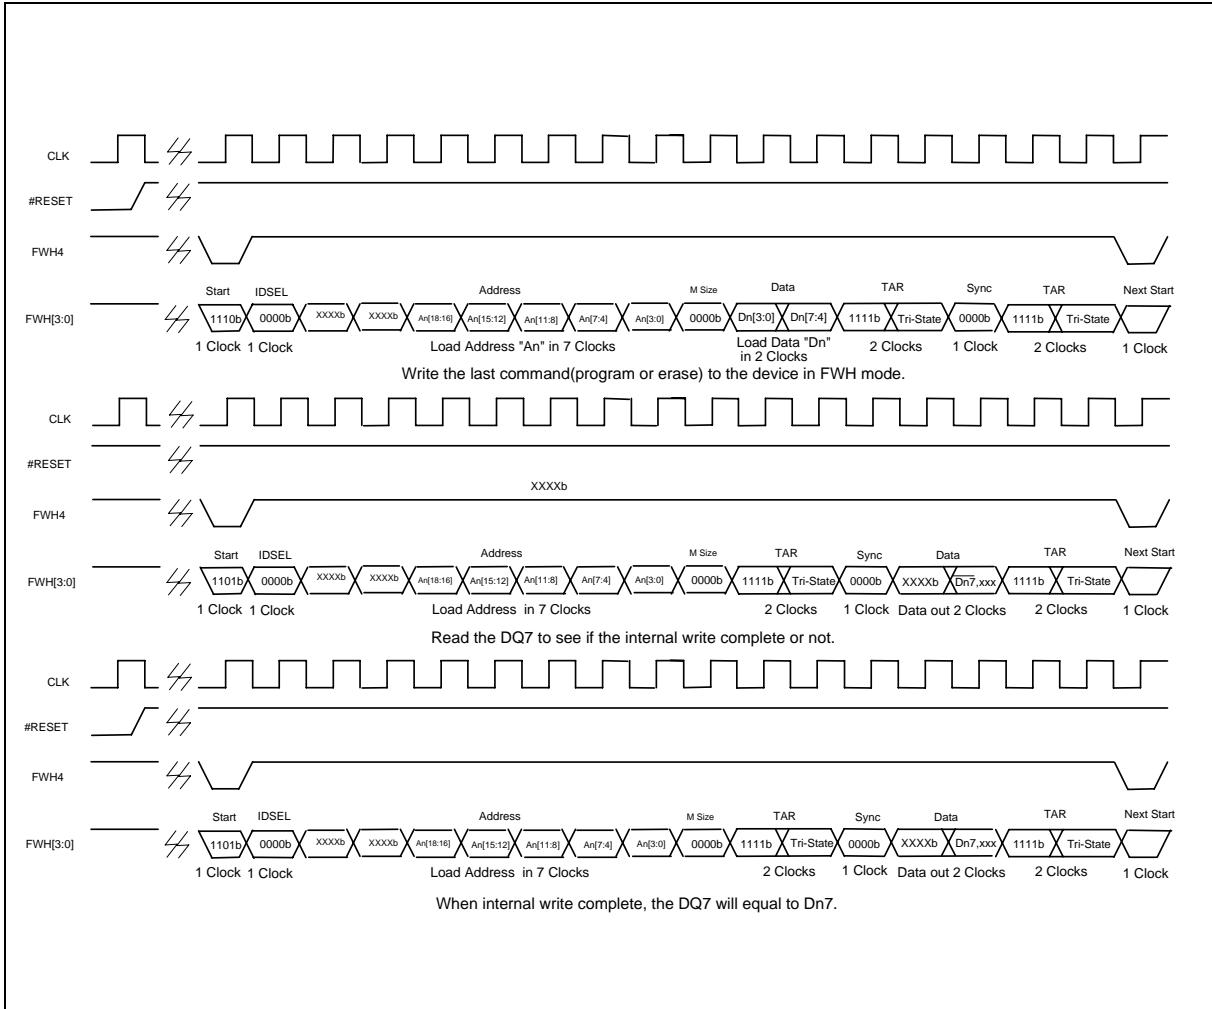 CLK
#RESET
FWH4
Start IDSEL Address M Size Data TAR Sync TAR Next Start
FWH[3:0] 1110b 0000b XXXXb XXXXb An[18:16] An[15:12] An[11:8] An[7:4] An[3:0] 0000b Dn[3:0] Dn[7:4] 1111b Tri-State 0000b 1111b Tri-State
1 Clock 1 Clock Load Address "An" in 7 Clocks Load Data "Dn" 2 Clocks 1 Clock 2 Clocks 1 Clock
in 2 Clocks
Write the last command(program or erase) to the device in FWH mode.
CLK
#RESET
XXXXb
FWH4
Start IDSEL Address M Size TAR Sync Data TAR Next Start
FWH[3:0] 1101b 0000b XXXXb XXXXb An[18:16] An[15:12] An[11:8] An[7:4] An[3:0] 0000b 1111b Tri-State 0000b XXXXb Dn7,xxx 1111b Tri-State
1 Clock 1 Clock Load Address in 7 Clocks 2 Clocks 1 Clock Data out 2 Clocks 2 Clocks 1 Clock
Read the DQ7 to see if the internal write complete or not.
CLK
#RESET
FWH4
Start IDSEL Address M Size TAR Sync Data TAR Next Start
FWH[3:0] 1101b 0000b XXXXb XXXXb An[18:16] An[15:12] An[11:8] An[7:4] An[3:0] 0000b 1111b Tri-State 0000b XXXXb Dn7,xxx 1111b Tri-State
1 Clock 1 Clock Load Address in 7 Clocks 2 Clocks 1 Clock Data out 2 Clocks 2 Clocks 1 Clock
When internal write complete, the DQ7 will equal to Dn7.